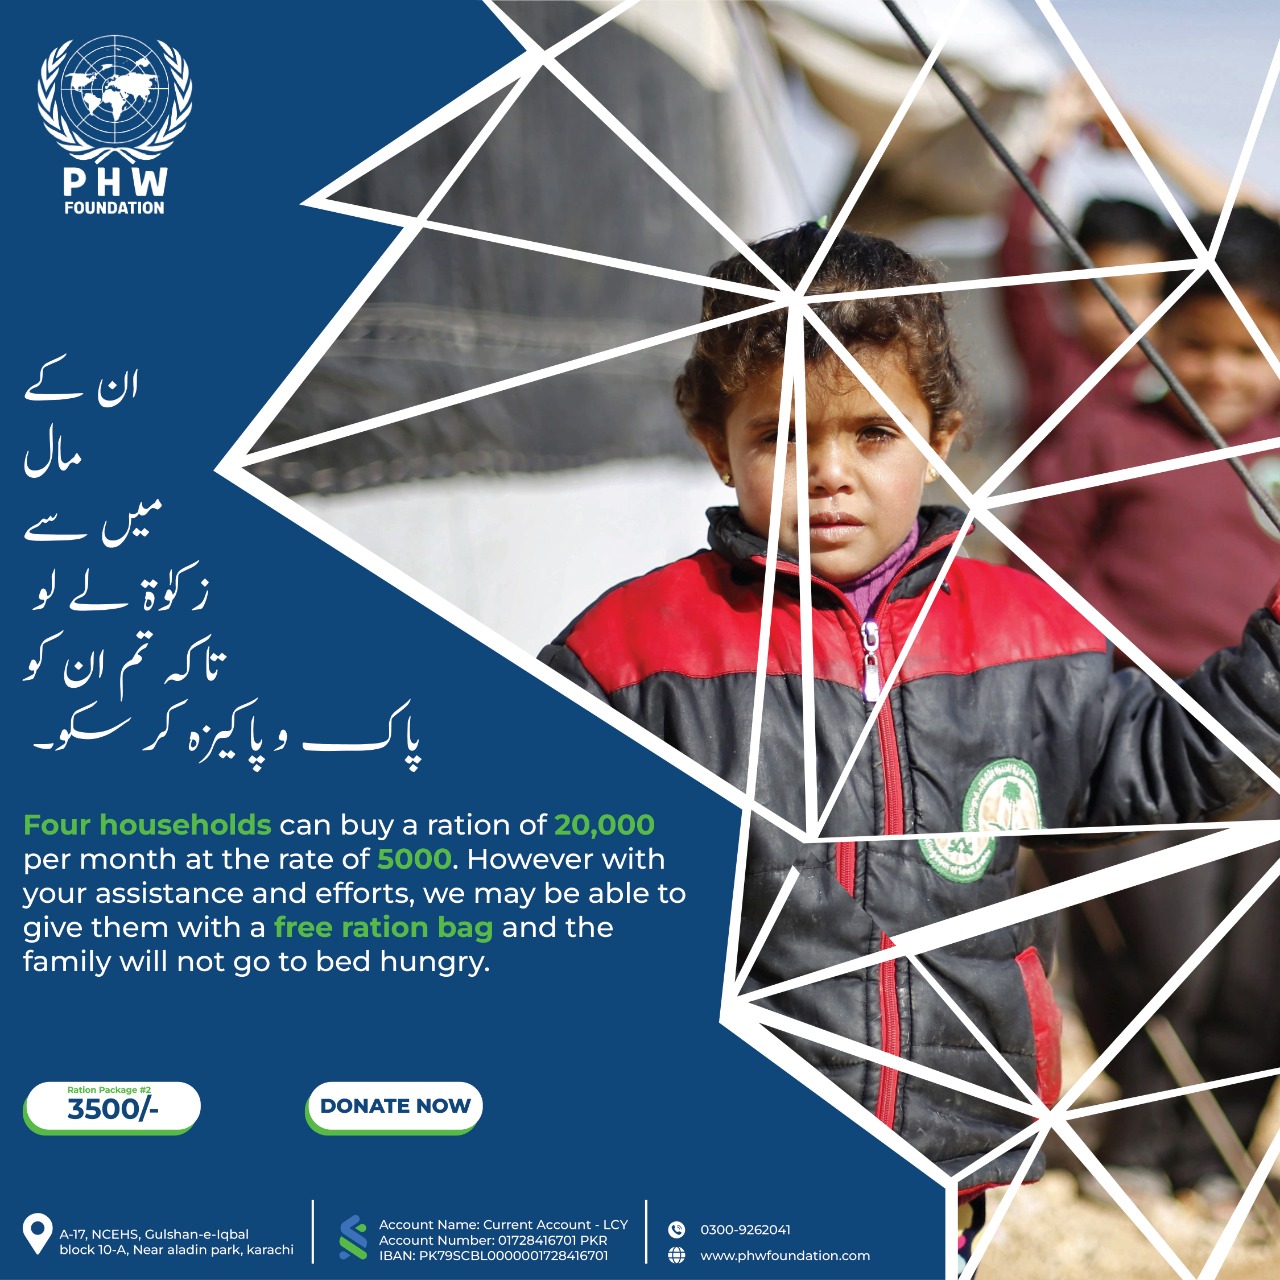 PHW
FOUNDATION
ان کے
مال
میں سے
زکوٰۃ لے لو
تاکہ تم ان کو
پاک و پاکیزہ کر سکو۔
Four households can buy a ration of 20,000
per month at the rate of 5000. However with
your assistance and efforts, we may be able to
give them with a free ration bag and the
family will not go to bed hungry.
Ration Package #2
3500/-
DONATE NOW
A-17, NCEHS, Gulshan-e-Iqbal
block 10-A, Near aladin park, karachi
Account Name: Current Account - LCY
Account Number: 01728416701 PKR
IBAN: PK79SCBL0000001728416701
0300-9262041
www.phwfoundation.com